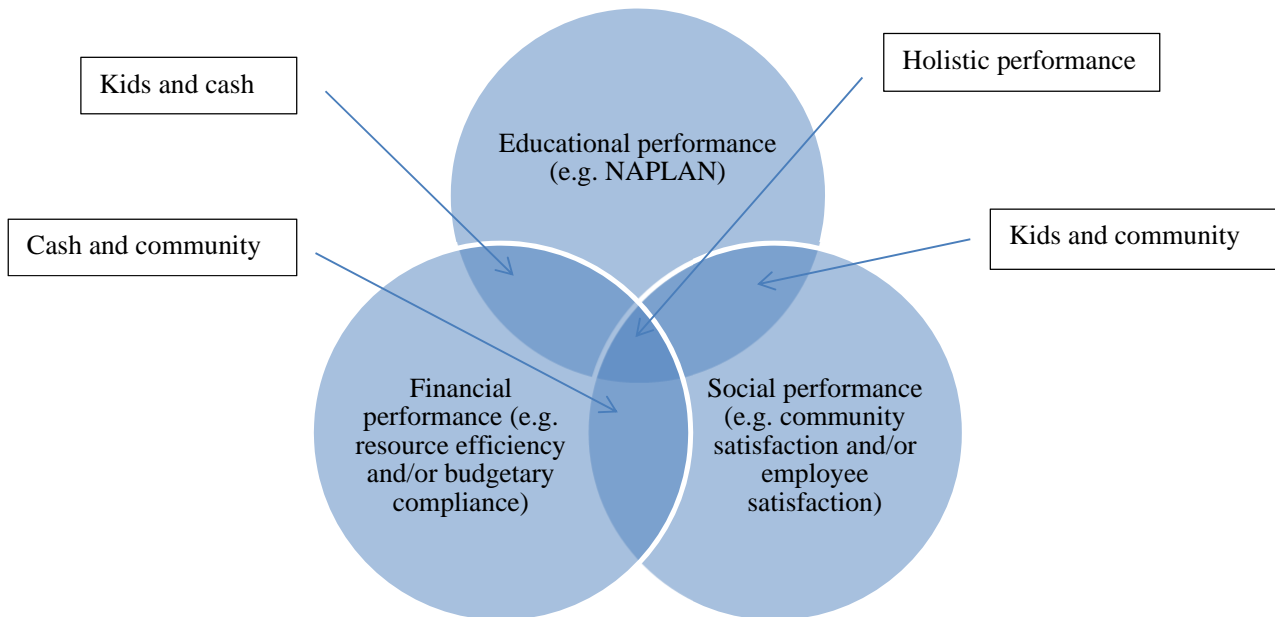 Kids and cash
Holistic performance
Educational performance
(e.g. NAPLAN)
Cash and community
Kids and community
Financial
performance (e.g.
resource efficiency
and/or budgetary
compliance)
Social performance
(e.g. community
satisfaction and/or
employee
satisfaction)